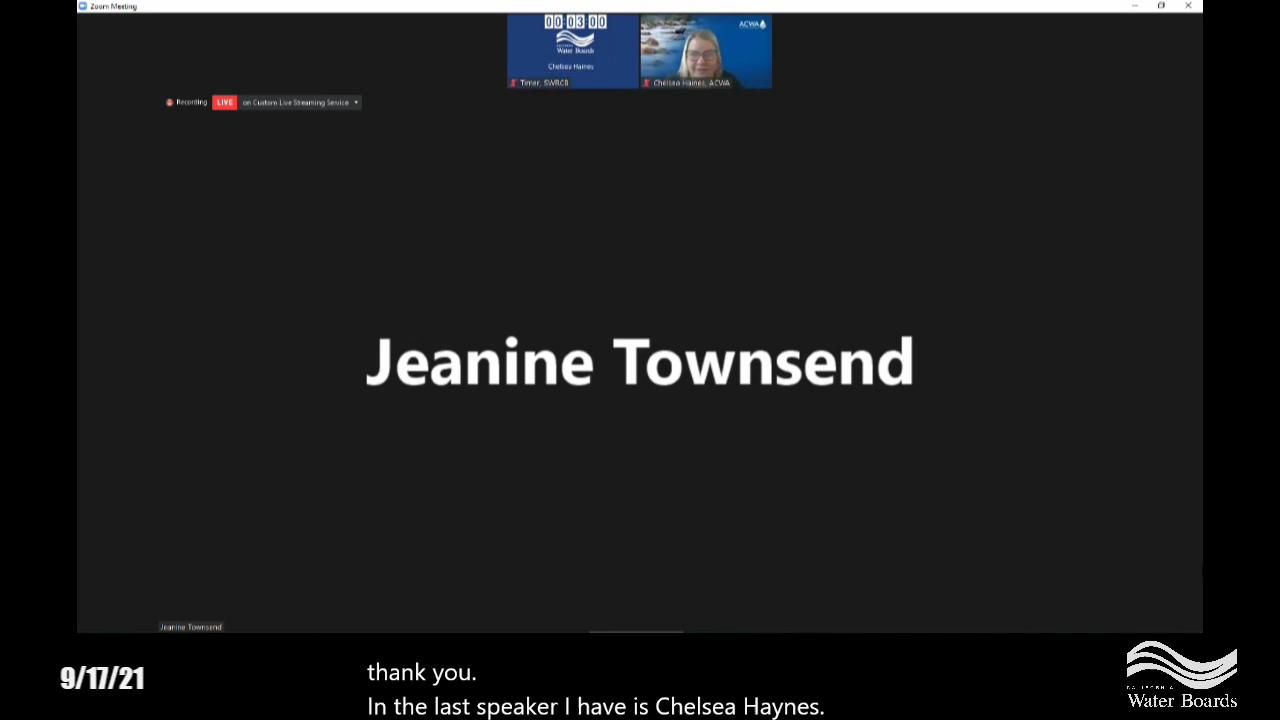 Zoom Meeting
00:03:00
CALIFORNIA
Water Boards
Chelsea Haines
Timer, SWRCB
ACWA
Chelsea Haines, ACWA
Recording
LIVE
on Custom Live Streaming Service
Jeanine Townsend
Jeanine Townsend
9/17/21
thank you.
In the last speaker I have is Chelsea Haynes.
CALIFORNIA
Water Boards